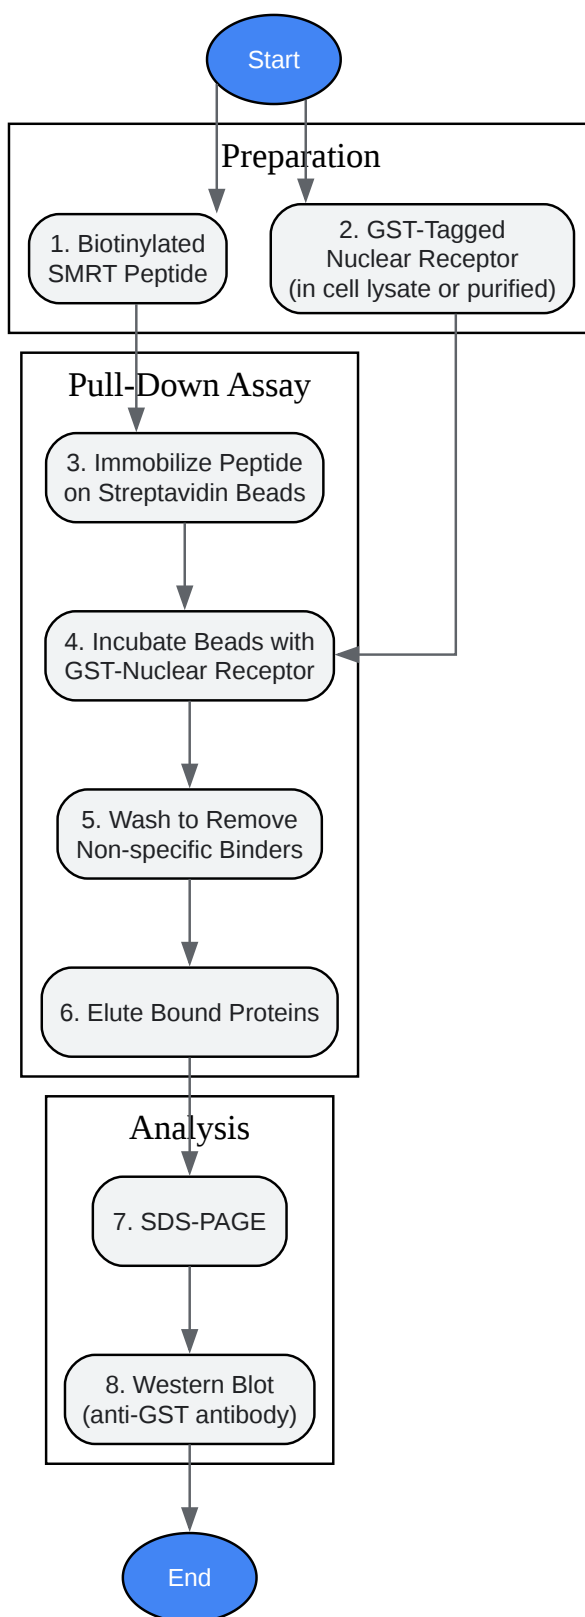 Start
Preparation
1. Biotinylated
SMRT Peptide
2. GST-Tagged
Nuclear Receptor
(in cell lysate or purified)
Pull-Down Assay
3. Immobilize Peptide
on Streptavidin Beads
4. Incubate Beads with
GST-Nuclear Receptor
5. Wash to Remove
Non-specific Binders
6. Elute Bound Proteins
Analysis
7. SDS-PAGE
8. Western Blot
(anti-GST antibody)
End